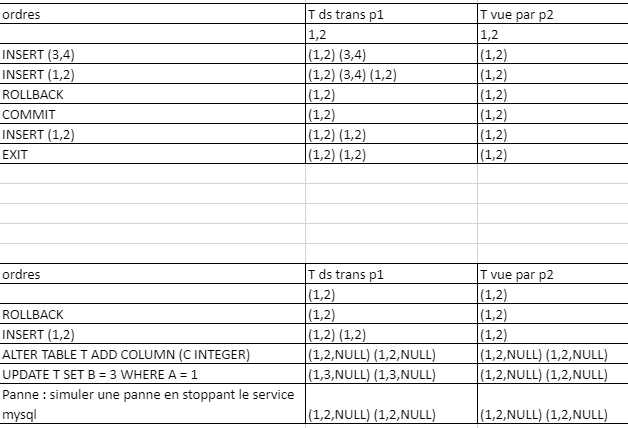 ordres T ds trans p1 T vue par p2
1,2 1,2
INSERT (3,4) (1,2) (3,4) (1,2)
INSERT (1,2) (1,2) (3,4) (1,2) (1,2)
ROLLBACK (1,2) (1,2)
COMMIT (1,2) (1,2)
INSERT (1,2) (1,2) (1,2) (1,2)
EXIT (1,2) (1,2) (1,2)
ordres T ds trans p1 T vue par p2
(1,2) (1,2)
ROLLBACK (1,2) (1,2)
INSERT (1,2) (1,2) (1,2) (1,2)
ALTER TABLE T ADD COLUMN (C INTEGER) (1,2,NULL) (1,2,NULL) (1,2,NULL) (1,2,NULL)
UPDATE T SET B = 3 WHERE A = 1 (1,3,NULL) (1,3,NULL) (1,2,NULL) (1,2,NULL)
Panne : simuler une panne en stoppant le service
mysql (1,2,NULL) (1,2,NULL) (1,2,NULL) (1,2,NULL)